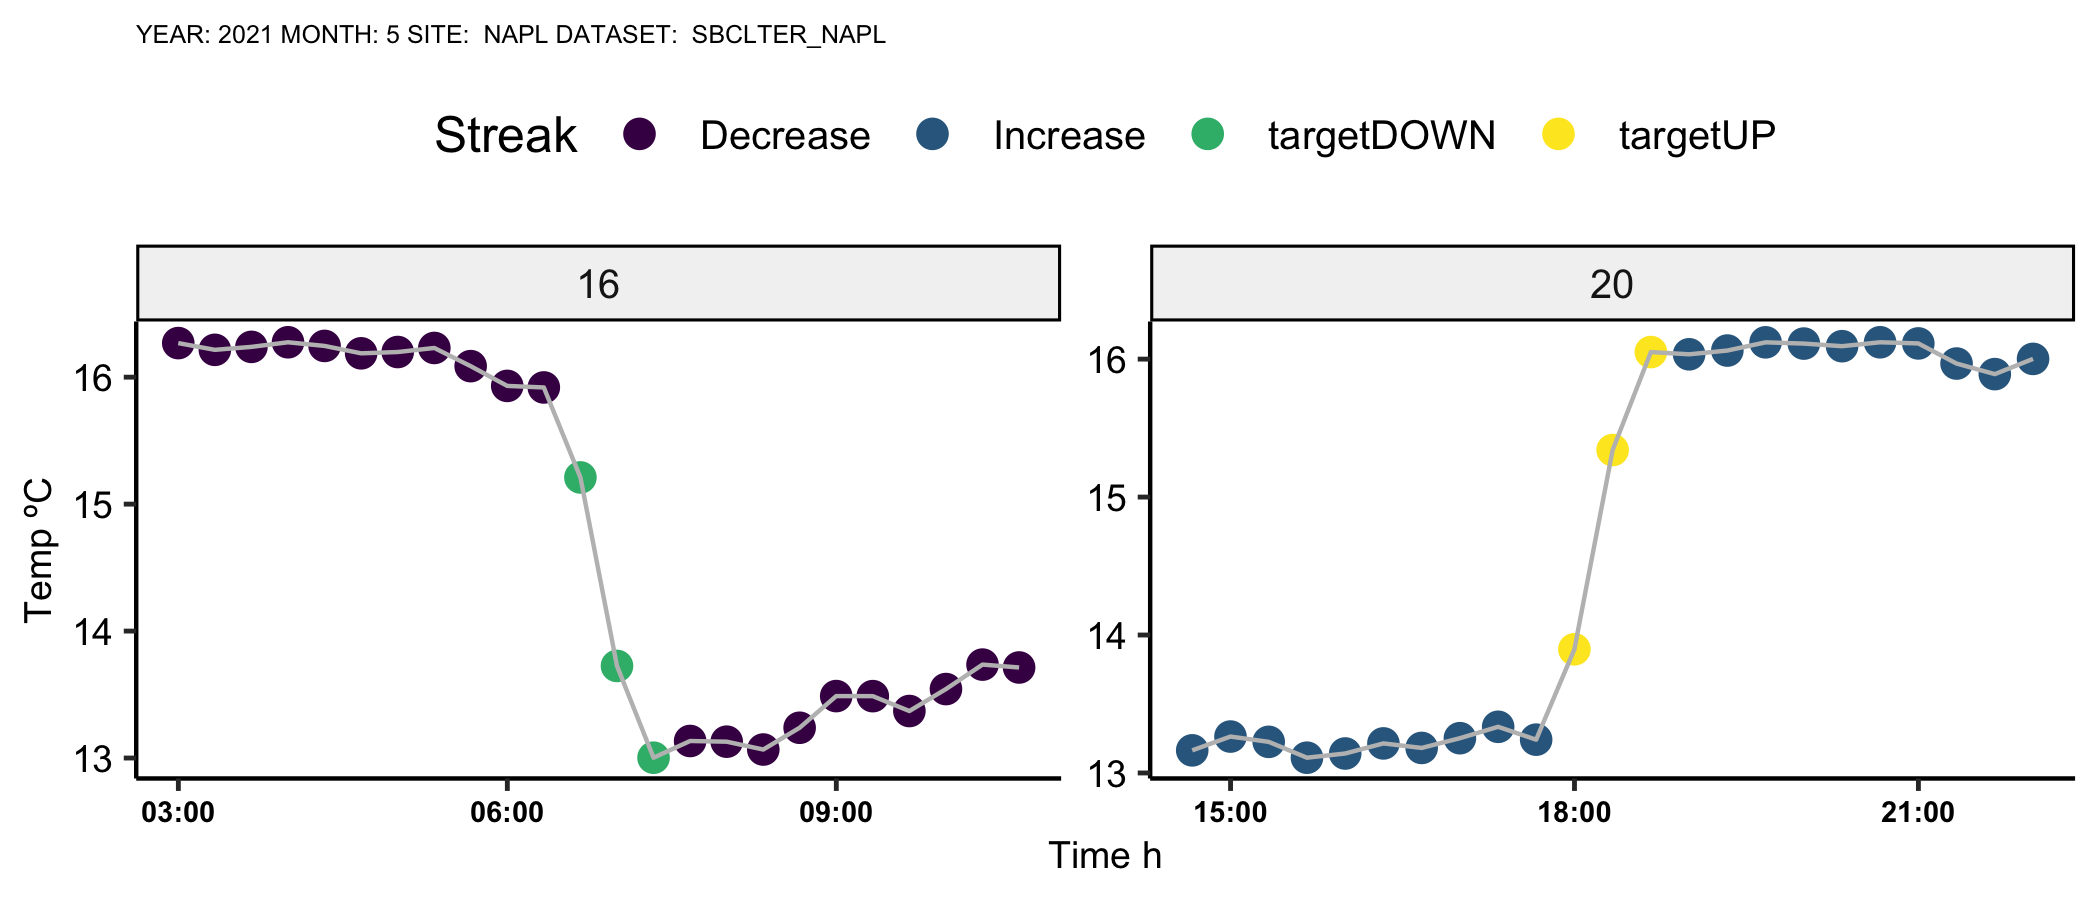 YEAR: 2021 MONTH: 5 SITE:  NAPL DATASET:  SBCLTER_NAPL
Streak Decrease Increase targetDOWN targetUP
16 20
Temp ºC
16
15
14
13
03:00 06:00 09:00
16
15
14
13
15:00 18:00 21:00
Time h